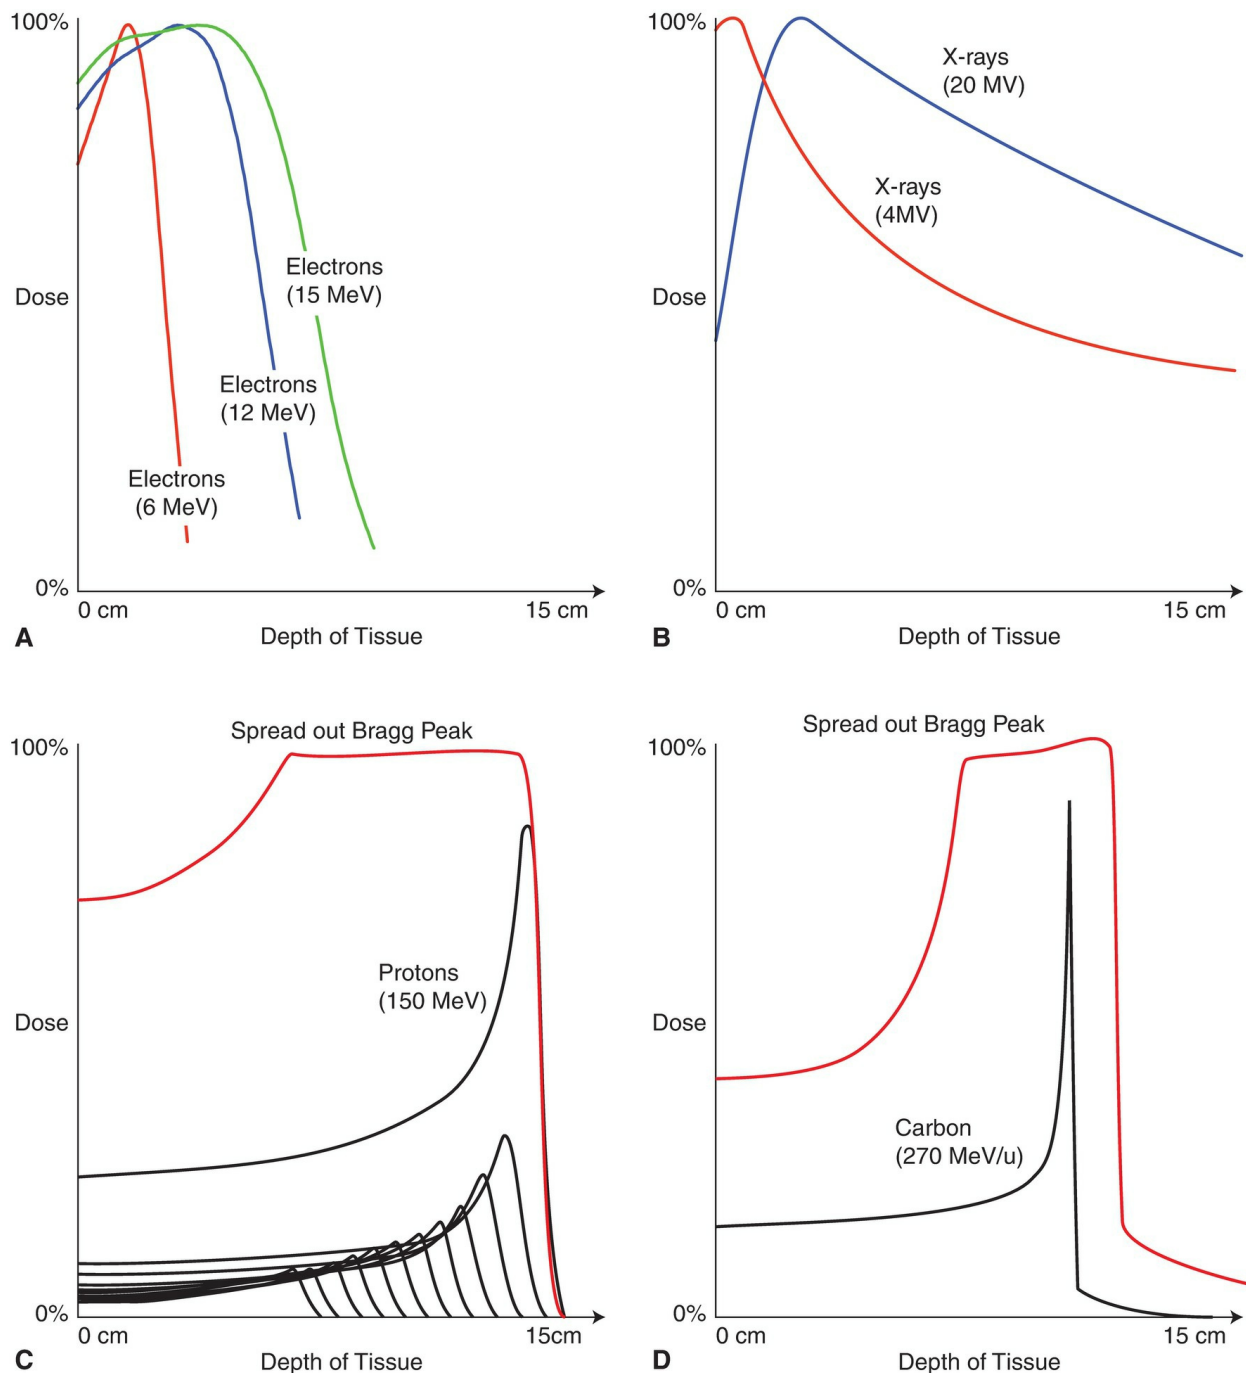 100%
Dose
Electrons
(15 MeV)
Electrons
(12 MeV)
Electrons
(6 MeV)
0%
0 cm
15 cm
Depth of Tissue
A
100%
X-rays
(20 MV)
X-rays
(4MV)
Dose
0%
0 cm
15 cm
Depth of Tissue
B
Spread out Bragg Peak
100%
Protons
(150 MeV)
Dose
0%
0 cm
15cm
Depth of Tissue
C
Spread out Bragg Peak
100%
Dose
Carbon
(270 MeV/u)
0%
0 cm
15 cm
Depth of Tissue
D